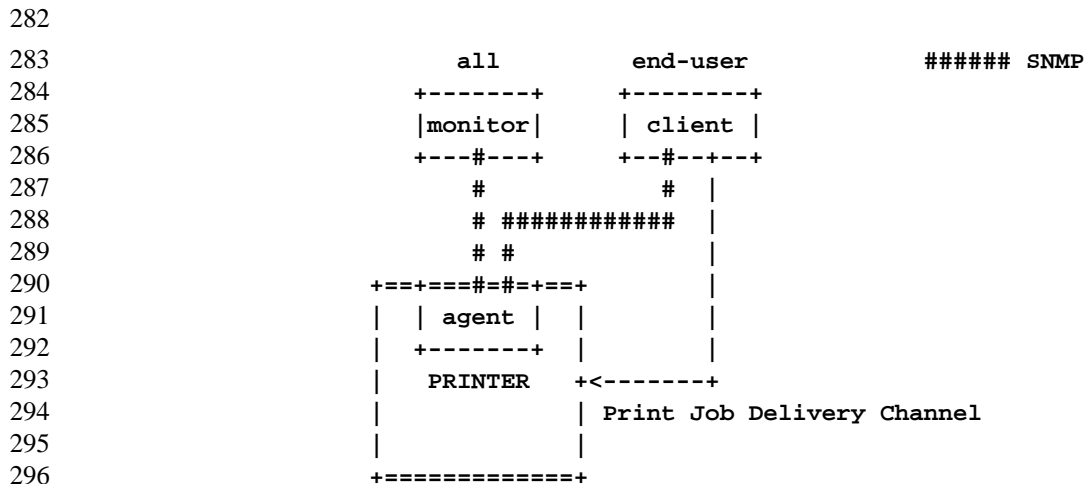 282
283                           all         end-user            ###### SNMP
284                        +-------+     +--------+
285                        |monitor|     | client |
286                        +---#---+     +--#--+--+
287                            #            #  |
288                            # ############  |
289                            # #             |
290                     +==+===#=#=+==+        |
291                     |  | agent |  |        |
292                     |  +-------+  |        |
293                     |   PRINTER   +<-------+
294                     |             | Print Job Delivery Channel
295                     |             |
296                     +=============+